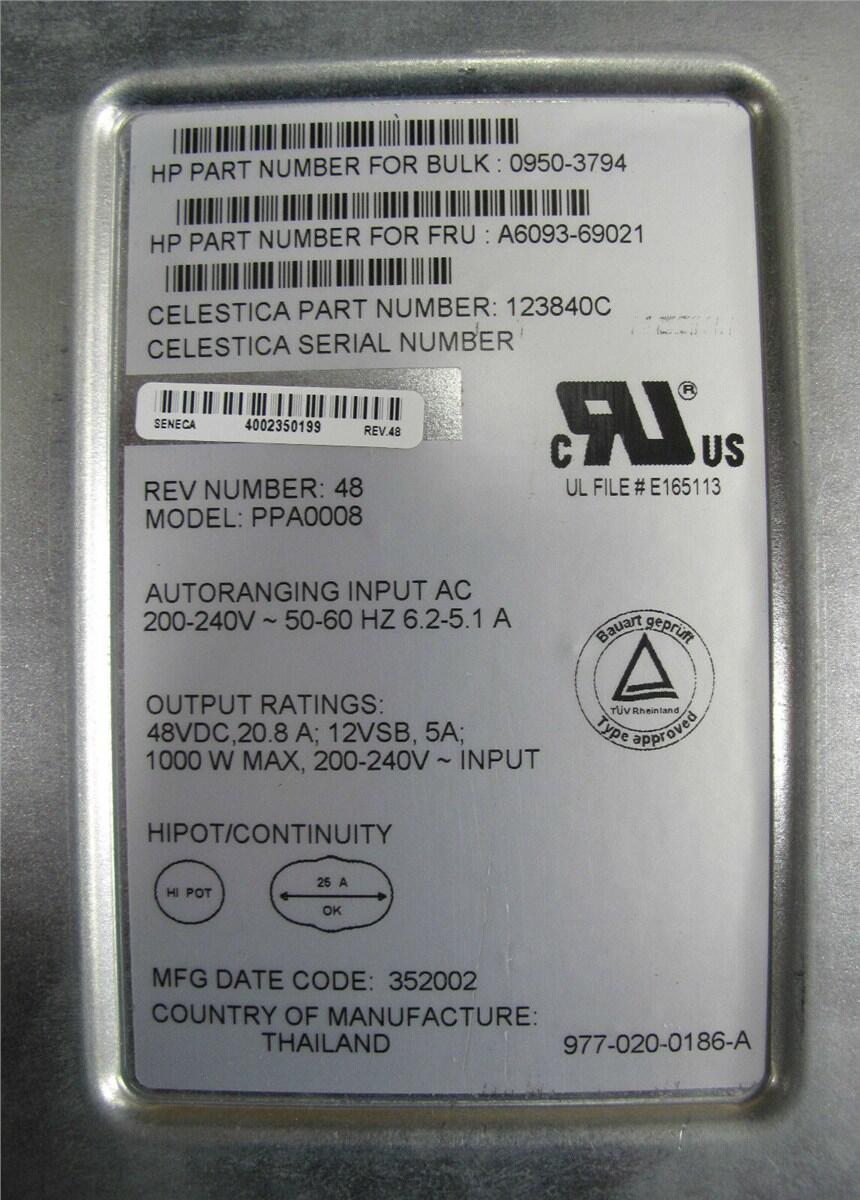 HP PART NUMBER FOR BULK : 0950-3794
HP PART NUMBER FOR FRU : A6093-69021
CELESTICA PART NUMBER: 123840C
CELESTICA SERIAL NUMBER
SENECA 4002350199 REV.48
C RU ® US
UL FILE # E165113
REV NUMBER: 48
MODEL: PPA0008
AUTORANGING INPUT AC
200-240V ~ 50-60 HZ 6.2-5.1 A
Bauart geprüft
TÜV Rheinland
Type approved
OUTPUT RATINGS:
48VDC,20.8 A; 12VSB, 5A;
1000 W MAX, 200-240V ~ INPUT
HIPOT/CONTINUITY
HI POT
25 A
OK
MFG DATE CODE: 352002
COUNTRY OF MANUFACTURE:
THAILAND
977-020-0186-A